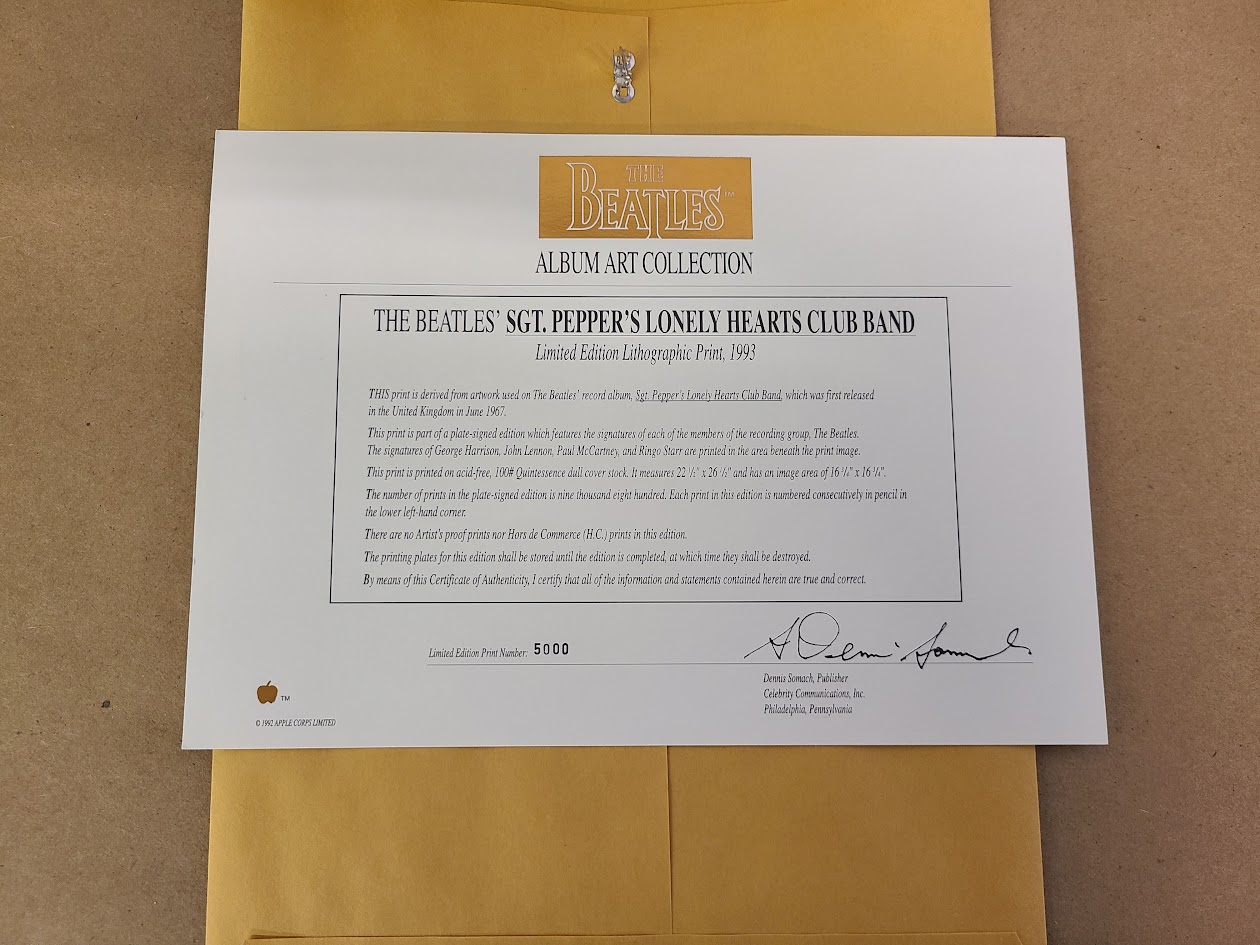 THE
BEATLES™
ALBUM ART COLLECTION
THE BEATLES' SGT. PEPPER'S LONELY HEARTS CLUB BAND
Limited Edition Lithographic Print, 1993
THIS print is derived from artwork used on The Beatles' record album, Sgt. Pepper's Lonely Hearts Club Band, which was first released
in the United Kingdom in June 1967.
This print is part of a plate-signed edition which features the signatures of each of the members of the recording group, The Beatles.
The signatures of George Harrison, John Lennon, Paul McCartney, and Ringo Starr are printed in the area beneath the print image.
This print is printed on acid-free, 100# Quintessence dull cover stock. It measures 22 1/2" x 26 1/2" and has an image area of 16 3/4" x 16 3/4".
The number of prints in the plate-signed edition is nine thousand eight hundred. Each print in this edition is numbered consecutively in pencil in
the lower left-hand corner.
There are no Artist's proof prints nor Hors de Commerce (H.C.) prints in this edition.
The printing plates for this edition shall be stored until the edition is completed, at which time they shall be destroyed.
By means of this Certificate of Authenticity, I certify that all of the information and statements contained herein are true and correct.
Limited Edition Print Number: 5000
Dennis Somach, Publisher
Celebrity Communications, Inc.
Philadelphia, Pennsylvania
TM
© 1992 APPLE CORPS LIMITED